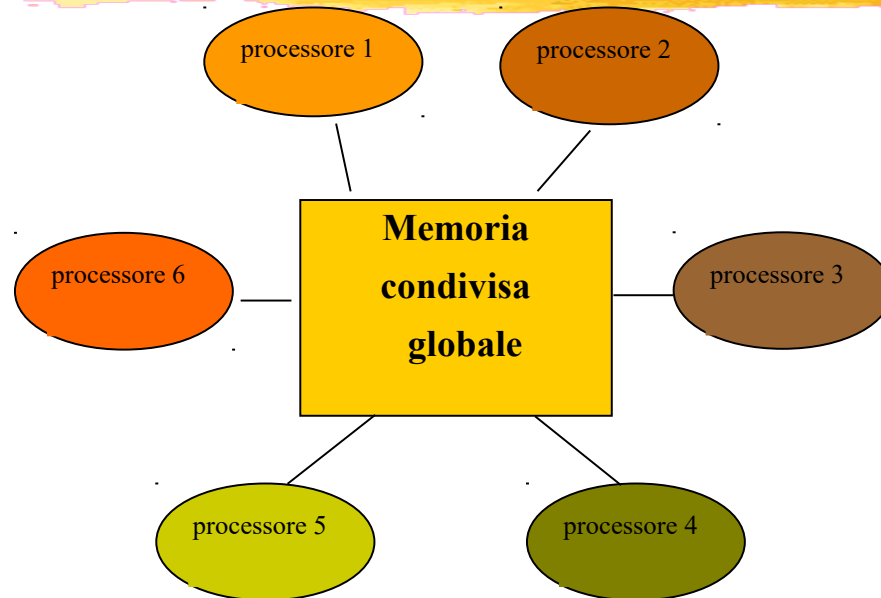 processore 1
processore 2
Memoria
condivisa
globale
processore 6
processore 3
processore 5
processore 4